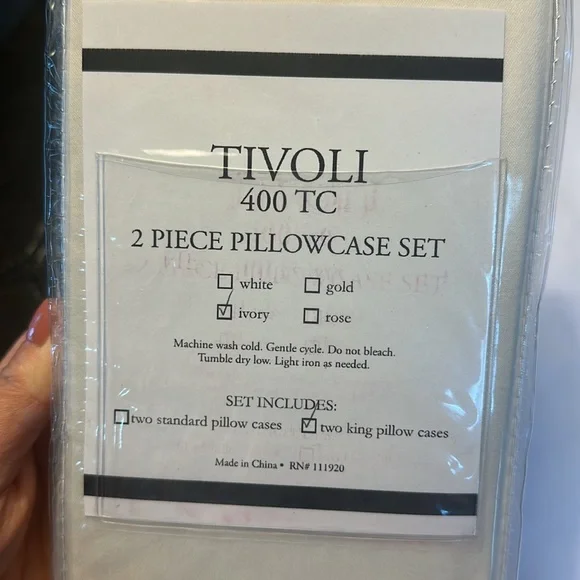 TIVOLI
400 TC
2 PIECE PILLOWCASE SET
☐ white ☐ gold
☑ ivory ☐ rose
Machine wash cold. Gentle cycle. Do not bleach.
Tumble dry low. Light iron as needed.
SET INCLUDES:
☐ two standard pillow cases ☑ two king pillow cases
Made in China • RN# 111920